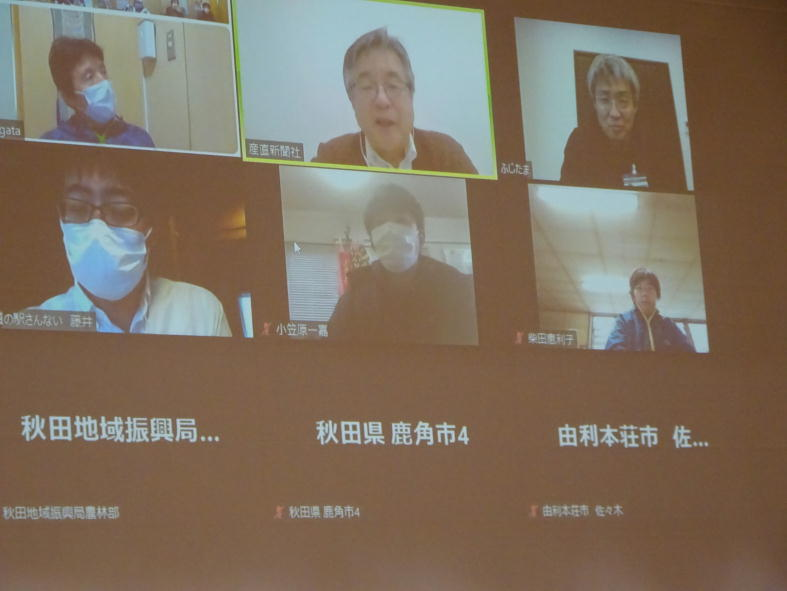 gata
産直新聞社
ふじたま
の駅さんない 藤井
小笠原一嘉
柴田恵利子
秋田地域振興局...
秋田県 鹿角市4
由利本荘市 佐...
秋田地域振興局農林部
秋田県 鹿角市4
由利本荘市 佐々木